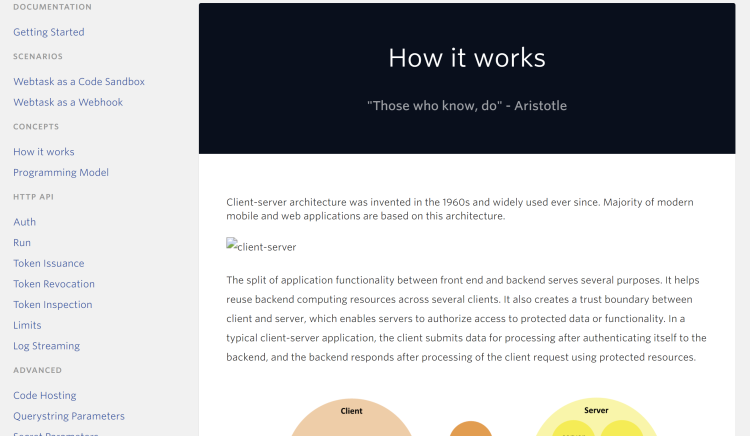 DOCUMENTATION
Getting Started
SCENARIOS
Webtask as a Code Sandbox
Webtask as a Webhook
CONCEPTS
How it works
Programming Model
HTTP API
Auth
Run
Token Issuance
Token Revocation
Token Inspection
Limits
Log Streaming
ADVANCED
Code Hosting
Querystring Parameters
Secret Parameters
How it works
"Those who know, do" - Aristotle
Client-server architecture was invented in the 1960s and widely used ever since. Majority of modern
mobile and web applications are based on this architecture.
client-server
The split of application functionality between front end and backend serves several purposes. It helps
reuse backend computing resources across several clients. It also creates a trust boundary between
client and server, which enables servers to authorize access to protected data or functionality. In a
typical client-server application, the client submits data for processing after authenticating itself to the
backend, and the backend responds after processing of the client request using protected resources.
Client
Server